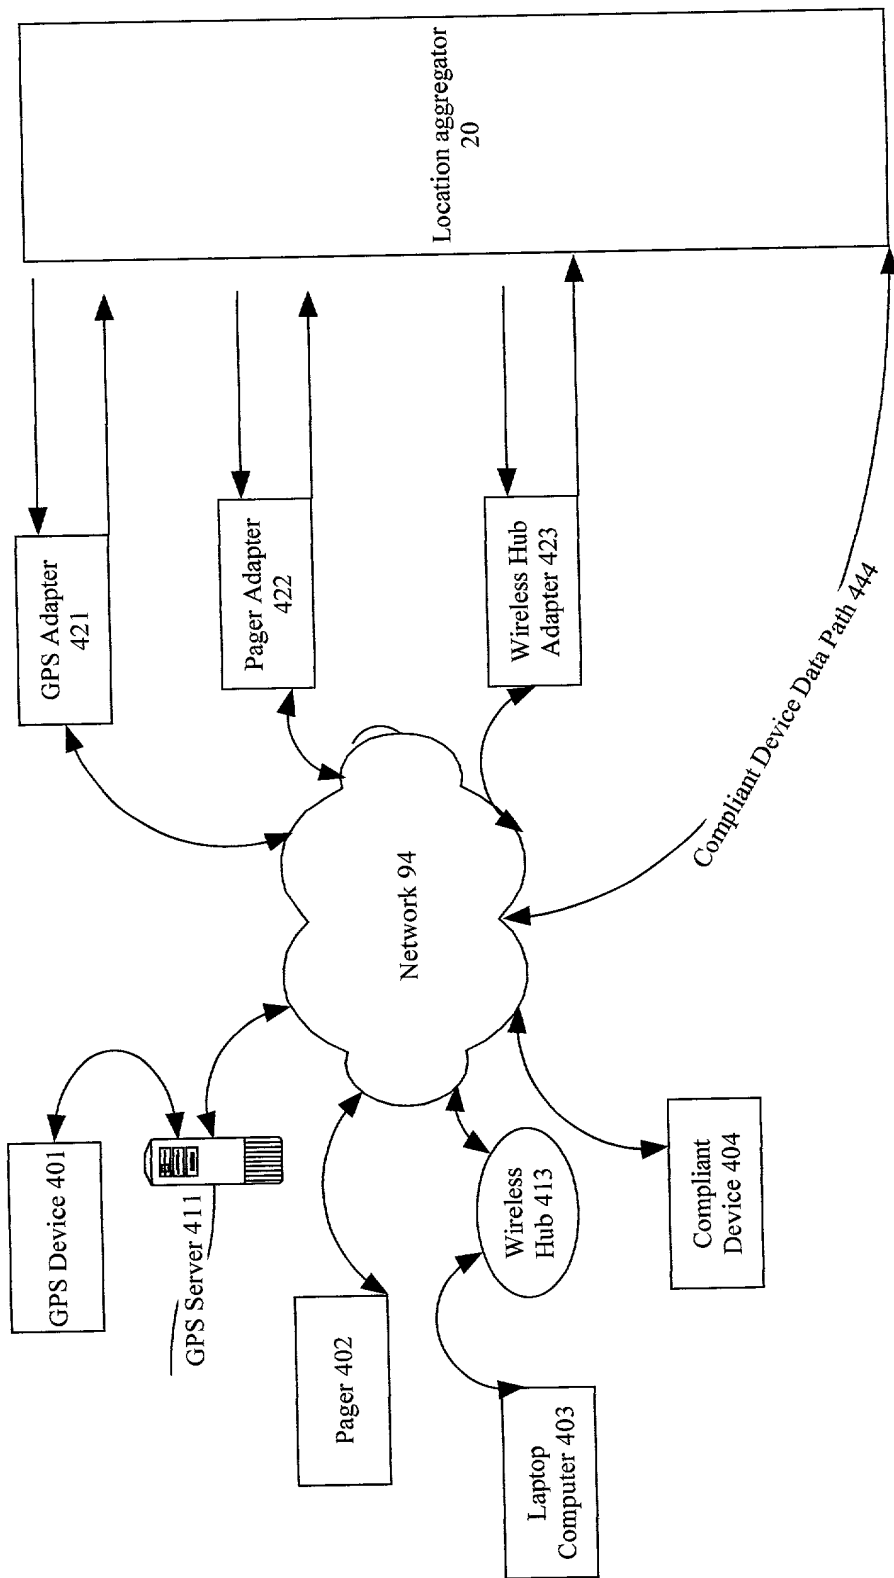 GPS Device 401
GPS Server 411
Pager 402
Laptop
Computer 403
Wireless
Hub 413
Compliant
Device 404
Network 94
GPS Adapter
421
Pager Adapter
422
Wireless Hub
Adapter 423
Compliant Device Data Path 444
Location aggregator
20